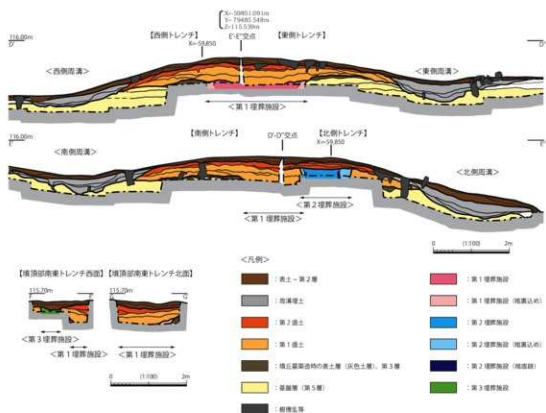 X=-59851.091m
Y=-79485.548m
Z=115.539m
【西側トレンチ】 E'-E''交点 【東側トレンチ】
X=-59,850
116.00m
D' D''
<西側周溝> <東側周溝>
<第1埋葬施設>
【南側トレンチ】 D'-D''交点 【北側トレンチ】
X=-59,850
116.00m
<南側周溝> <北側周溝>
<第2埋葬施設>
<第1埋葬施設>
0 (1:100) 2m
【墳頂部南東トレンチ西面】 【墳頂部南東トレンチ北面】
115.70m 115.70m
<第3埋葬施設>
<第1埋葬施設> <第1埋葬施設>
0 (1:100) 2m
<凡例>
:表土~第2層
:周溝埋土
:第2盛土
:第1盛土
:墳丘墓築造時の表土層(灰色土層)、第3層
:基盤層(第5層)
:樹根乱等
:第1埋葬施設
:第1埋葬施設(棺裏込め)
:第2埋葬施設
:第2埋葬施設(棺裏込め)
:第2埋葬施設(棺痕跡)
:第3埋葬施設